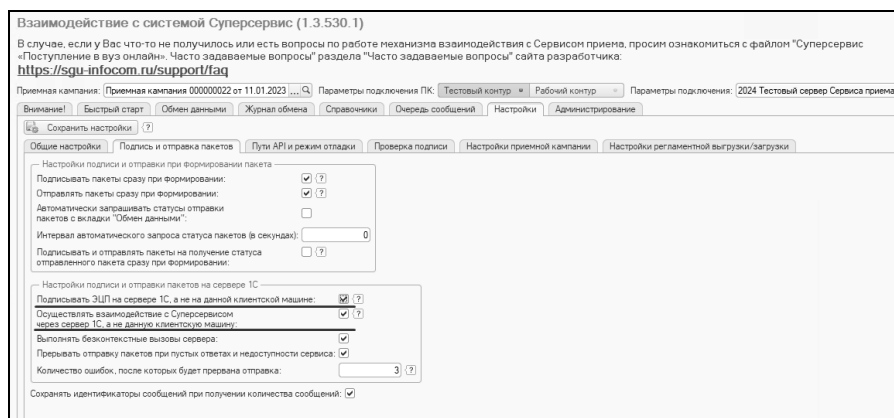 Взаимодействие с системой Суперсервис (1.3.530.1)
В случае, если у Вас что-то не получилось или есть вопросы по работе механизма взаимодействия с Сервисом приема, просим ознакомиться с файлом "Суперсервис
«Поступление в вуз онлайн». Часто задаваемые вопросы" раздела "Часто задаваемые вопросы" сайта разработчика:
https://sgu-infocom.ru/support/faq
Приемная кампания: Приемная кампания 000000022 от 11.01.2023 ... Параметры подключения ПК: Тестовый контур Рабочий контур Параметры подключения: 2024 Тестовый сервер Сервиса приема
Внимание! Быстрый старт Обмен данными Журнал обмена Справочники Очередь сообщений Настройки Администрирование
Сохранить настройки ?
Общие настройки Подпись и отправка пакетов Пути API и режим отладки Проверка подписи Настройки приемной кампании Настройки регламентной выгрузки/загрузки
Настройки подписи и отправки при формировании пакета
Подписывать пакеты сразу при формировании: ?
Отправлять пакеты сразу при формировании: ?
Автоматически запрашивать статусы отправки
пакетов с вкладки "Обмен данными":
Интервал автоматического запроса статуса пакетов (в секундах): 0
Подписывать и отправлять пакеты на получение статуса ?
отправленного пакета сразу при формировании:
Настройки подписи и отправки пакетов на сервере 1С
Подписывать ЭЦП на сервере 1С, а не на данной клиентской машине: ?
Осуществлять взаимодействие с Суперсервисом ?
через сервер 1С, а не данную клиентскую машину:
Выполнять безконтекстные вызовы сервера:
Прерывать отправку пакетов при пустых ответах и недоступности сервиса:
Количество ошибок, после которых будет прервана отправка: 3 ?
Сохранять идентификаторы сообщений при получении количества сообщений: